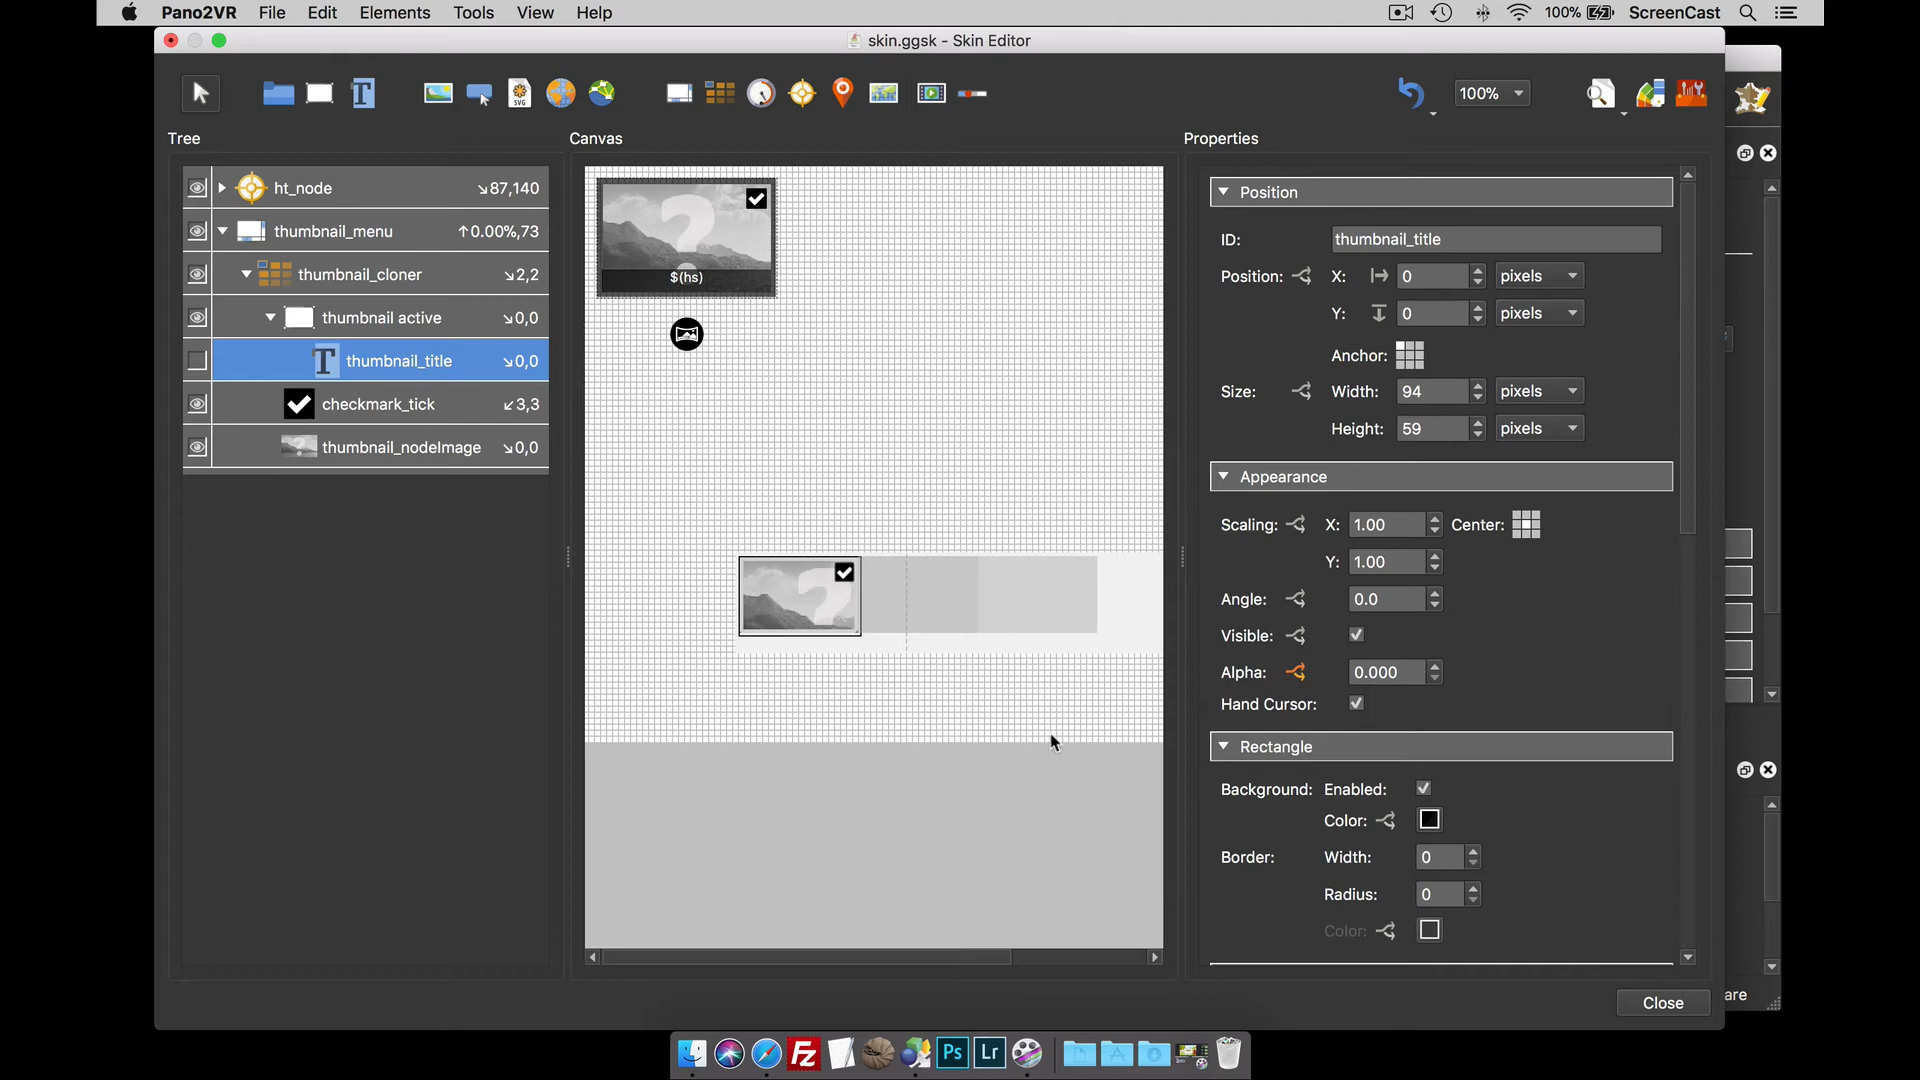 Pano2VR File Edit Elements Tools View Help 100% ScreenCast
skin.ggsk - Skin Editor
T SVG 100%
Tree Canvas Properties
ht_node ↘87,140
thumbnail_menu ↑0.00%,73
thumbnail_cloner ↘2,2
thumbnail active ↘0,0
T thumbnail_title ↘0,0
checkmark_tick ↙3,3
thumbnail_nodeImage ↘0,0
?
$(hs)
?
Position
ID: thumbnail_title
Position: X: 0 pixels
Y: 0 pixels
Anchor:
Size: Width: 94 pixels
Height: 59 pixels
Appearance
Scaling: X: 1.00 Center:
Y: 1.00
Angle: 0.0
Visible:
Alpha: 0.000
Hand Cursor:
Rectangle
Background: Enabled:
Color:
Border: Width: 0
Radius: 0
Color:
are
Close
Fz Ps Lr